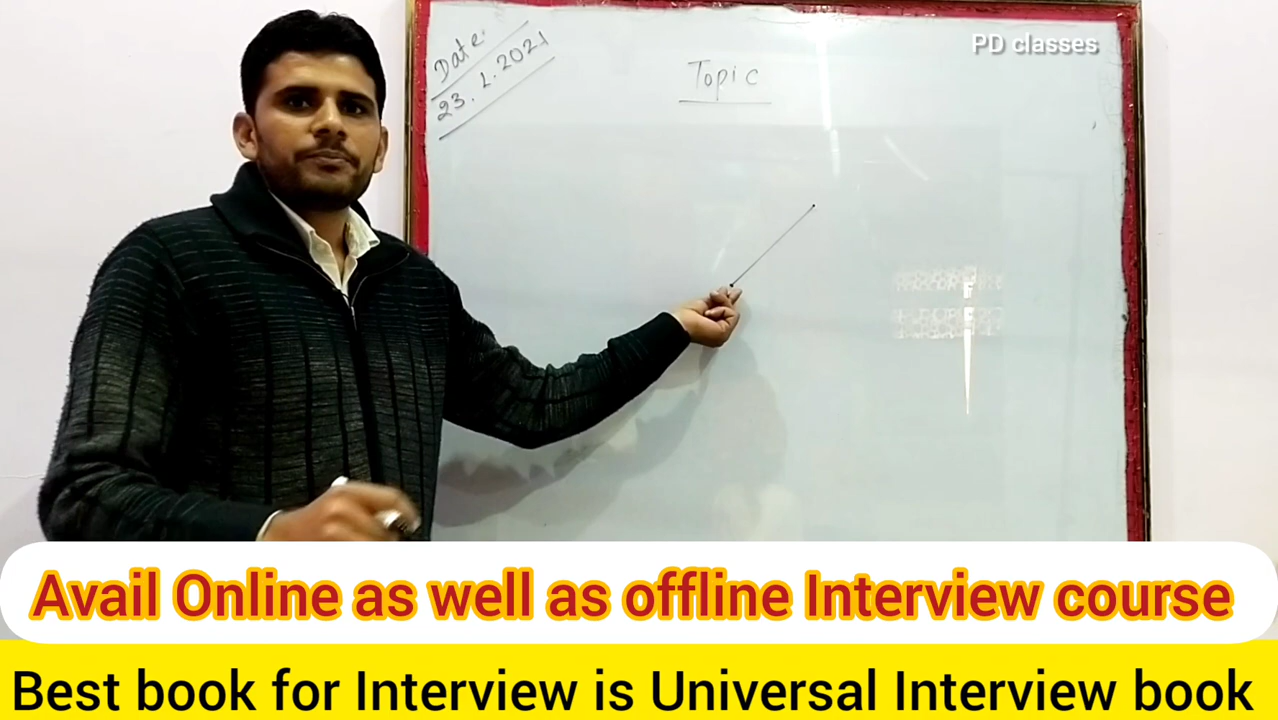 Date:
23.1.2021
Topic
PD classes
Avail Online as well as offline Interview course
Best book for Interview is Universal Interview book